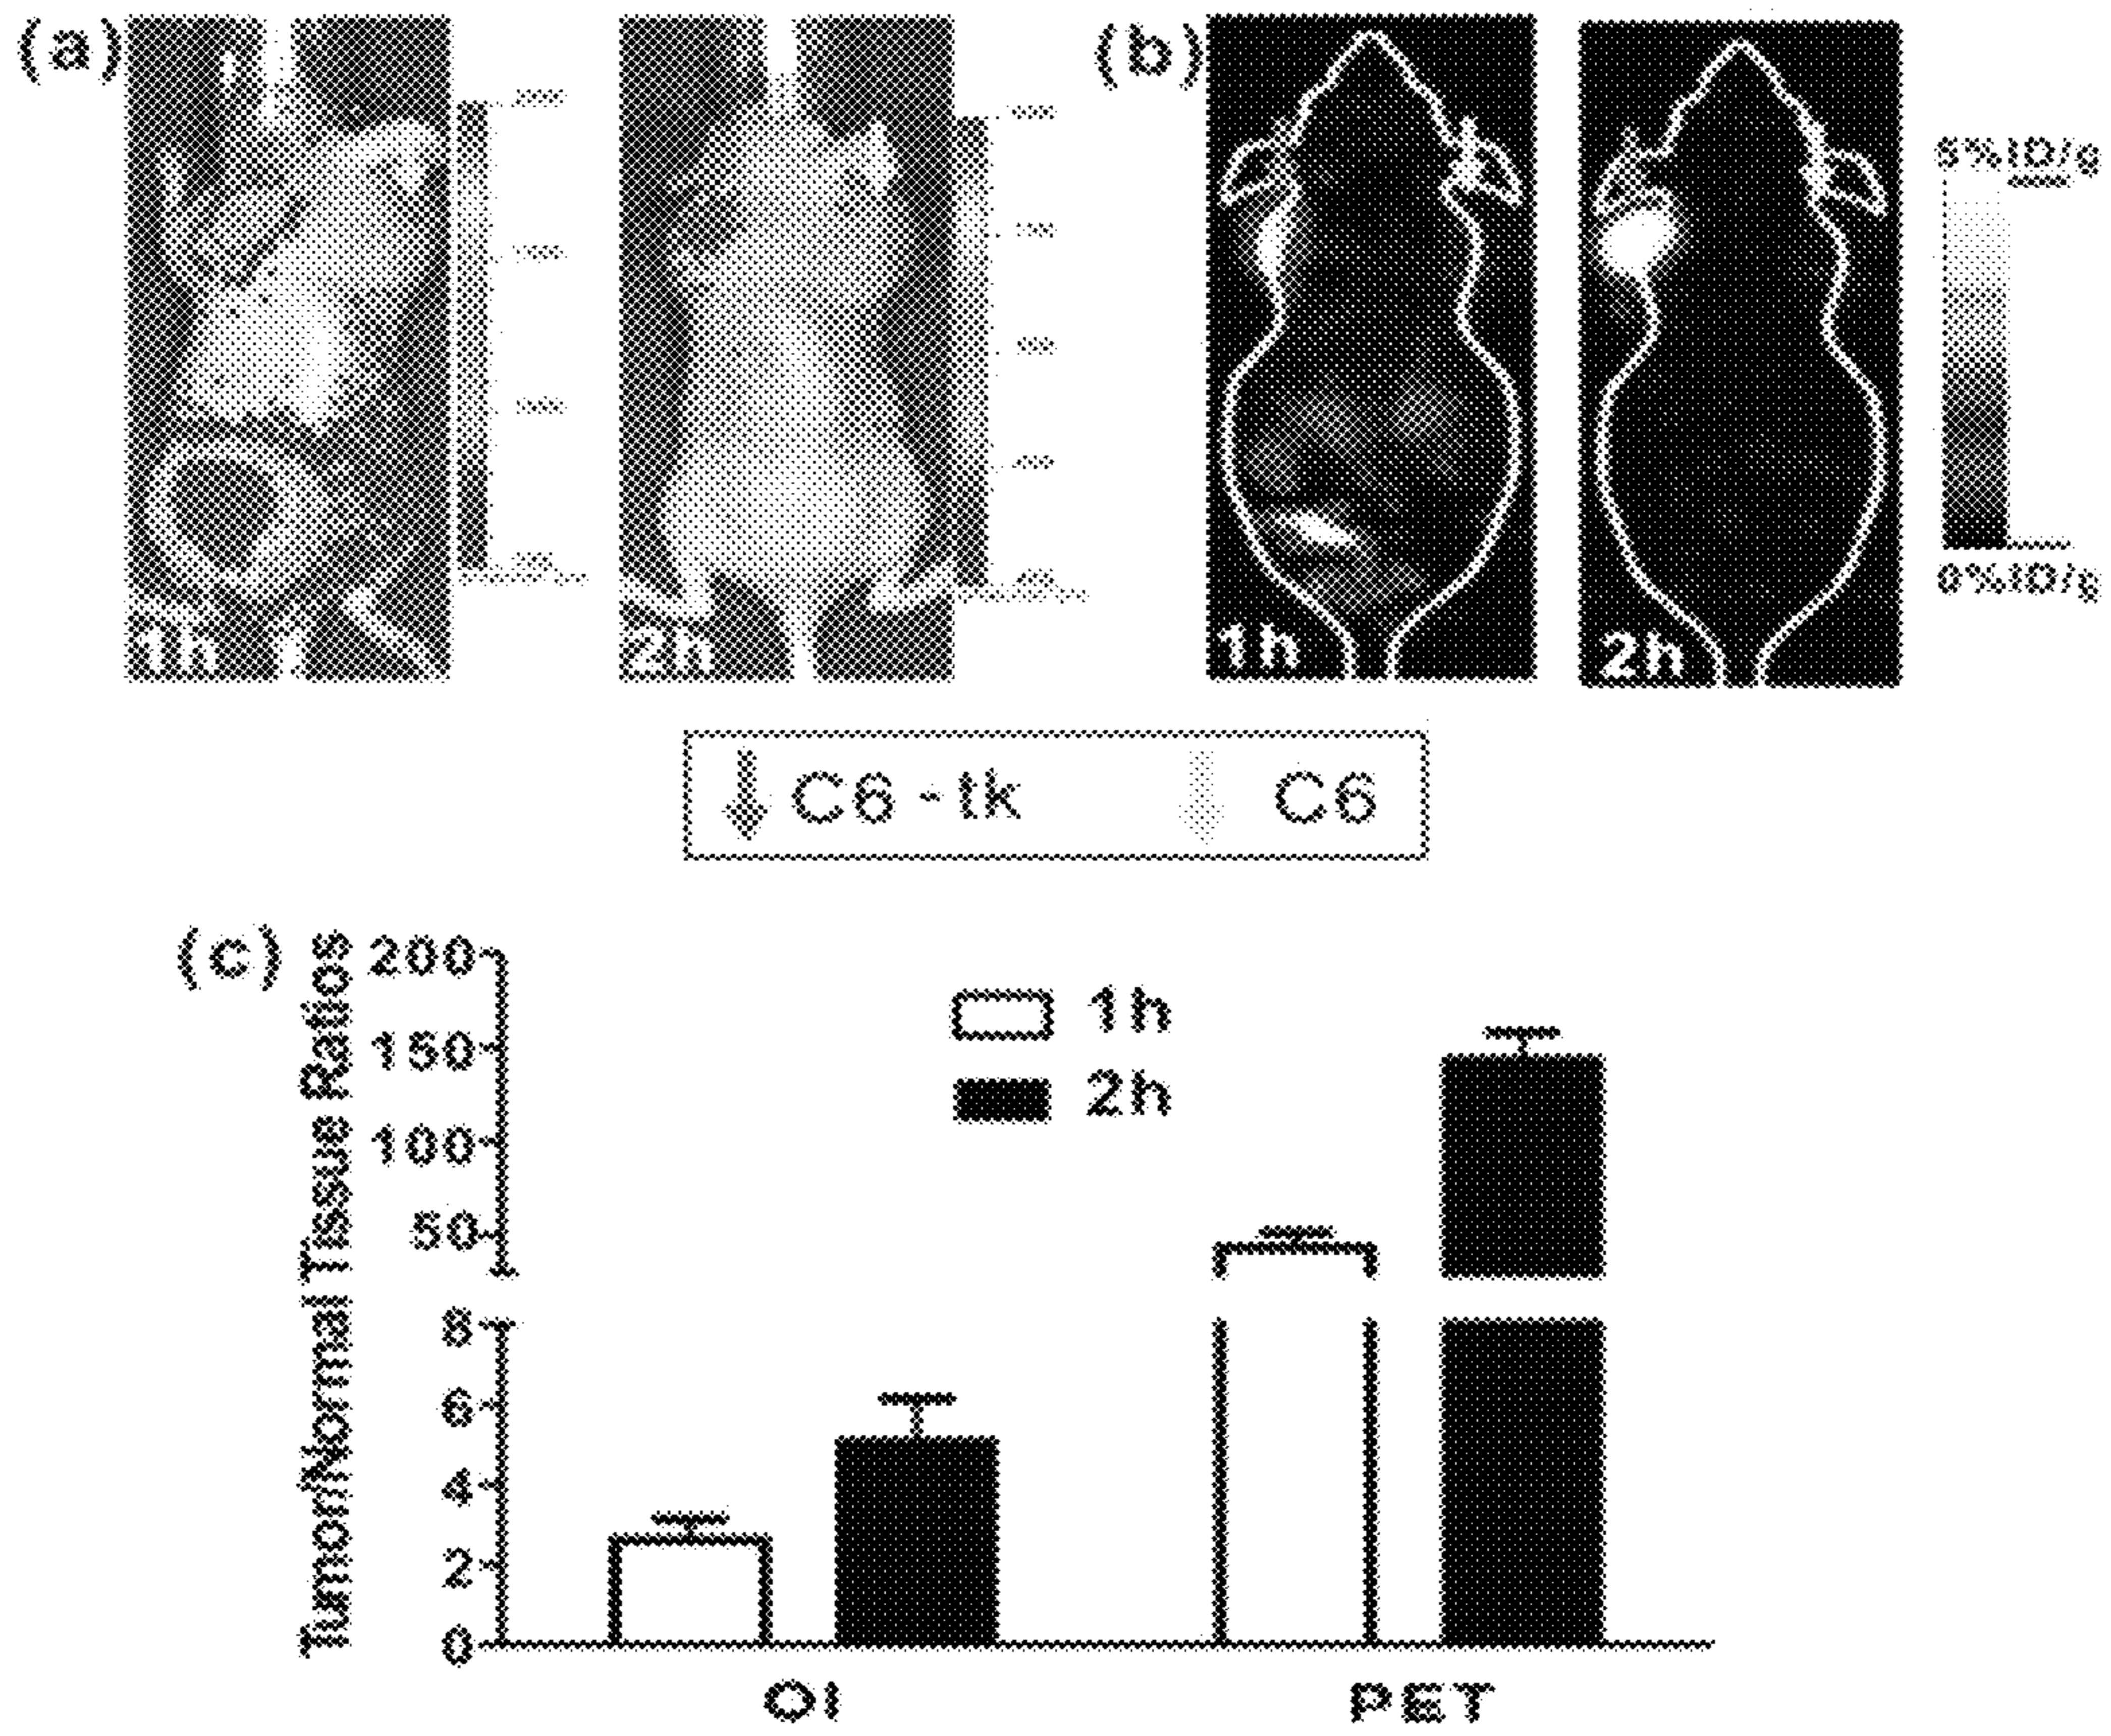 (a)
1h
2h
(b)
1h
2h
5%ID/g
0%ID/g
C6-tk
C6
(c)
Tumor/Normal Tissue Ratios
200
150
100
50
8
6
4
2
0
1h
2h
OI
PET